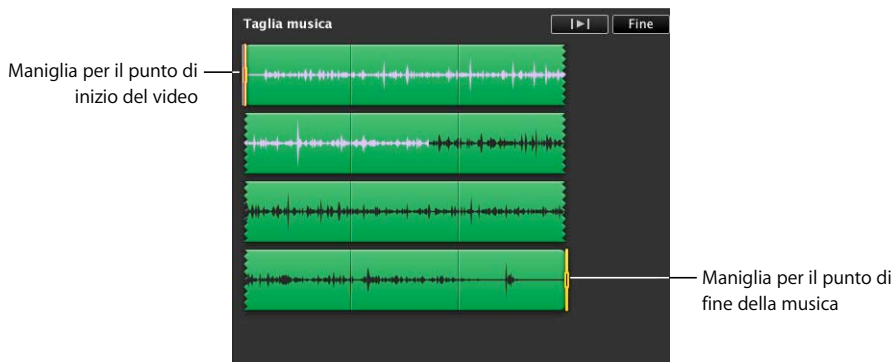 Taglia musica
Fine
Maniglia per il punto di
inizio del video
Maniglia per il punto di
fine della musica